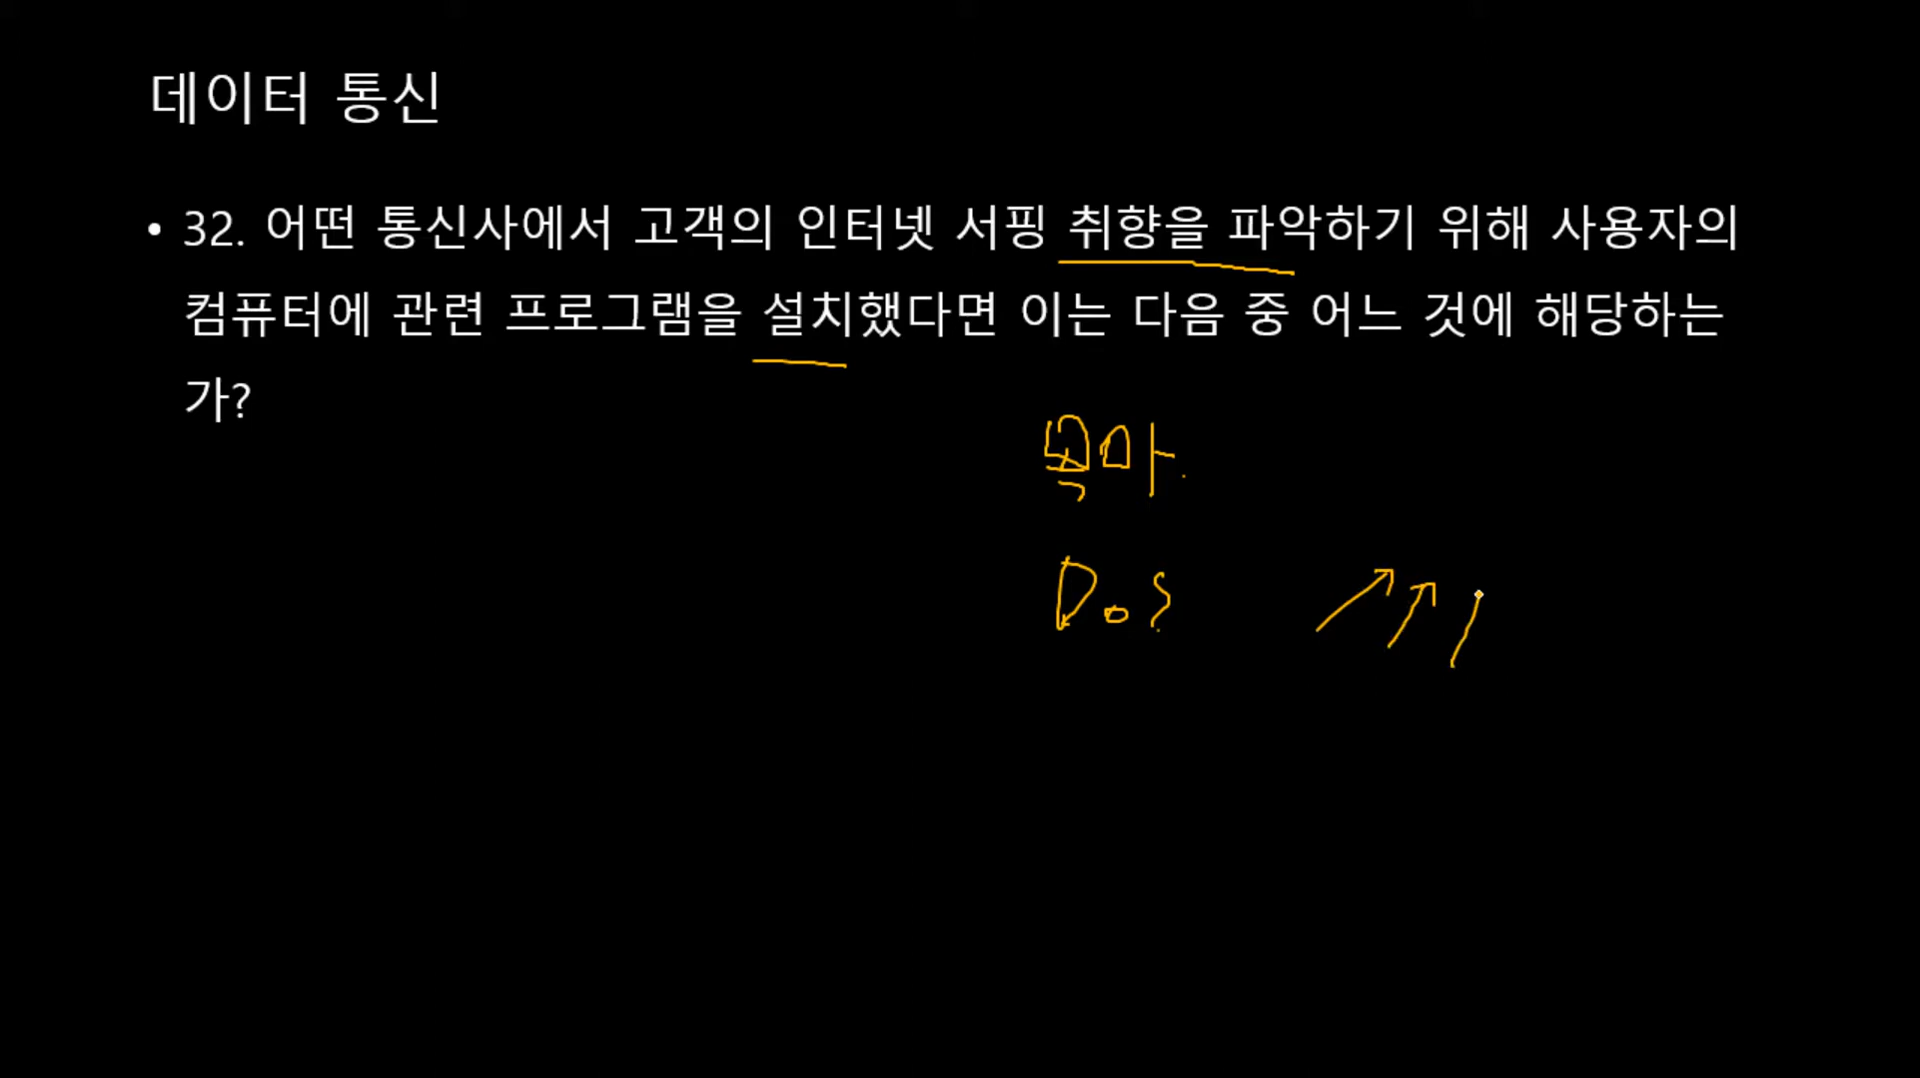 데이터 통신
• 32. 어떤 통신사에서 고객의 인터넷 서핑 취향을 파악하기 위해 사용자의
컴퓨터에 관련 프로그램을 설치했다면 이는 다음 중 어느 것에 해당하는
가?
목마
DoS